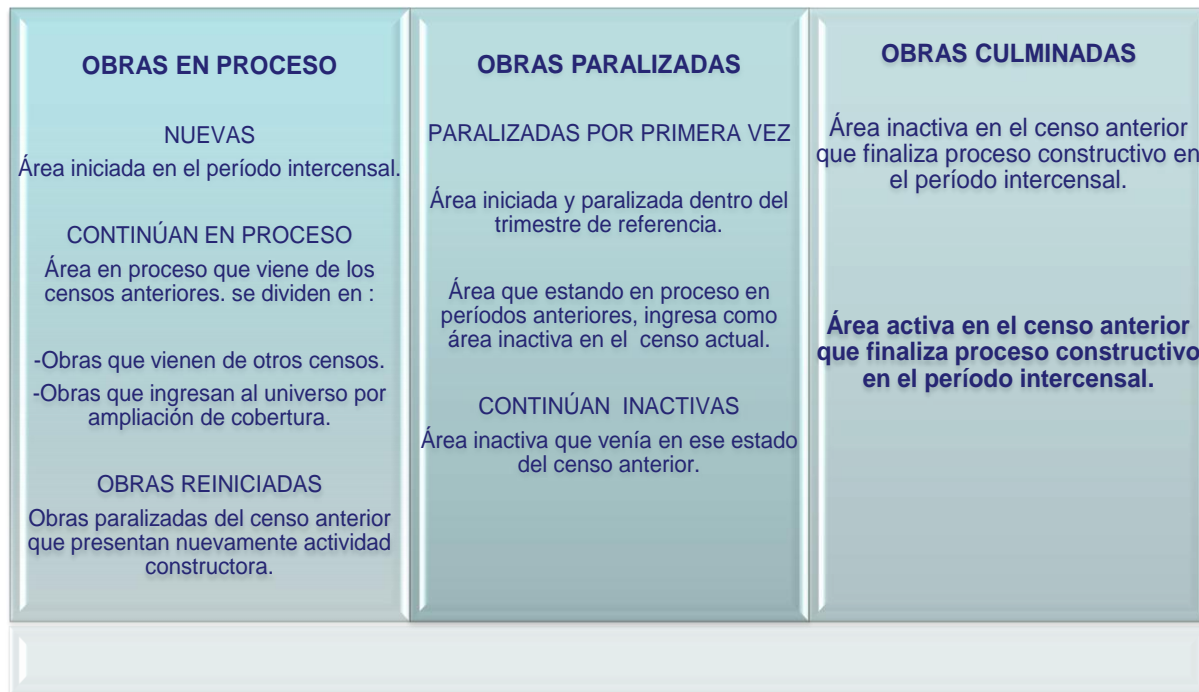 OBRAS EN PROCESO
NUEVAS
Área iniciada en el período intercensal.
CONTINÚAN EN PROCESO
Área en proceso que viene de los
censos anteriores. se dividen en :
-Obras que vienen de otros censos.
-Obras que ingresan al universo por
ampliación de cobertura.
OBRAS REINICIADAS
Obras paralizadas del censo anterior
que presentan nuevamente actividad
constructora.
OBRAS PARALIZADAS
PARALIZADAS POR PRIMERA VEZ
Área iniciada y paralizada dentro del
trimestre de referencia.
Área que estando en proceso en
períodos anteriores, ingresa como
área inactiva en el censo actual.
CONTINÚAN INACTIVAS
Área inactiva que venía en ese estado
del censo anterior.
OBRAS CULMINADAS
Área inactiva en el censo anterior
que finaliza proceso constructivo en
el período intercensal.
Área activa en el censo anterior
que finaliza proceso constructivo
en el período intercensal.